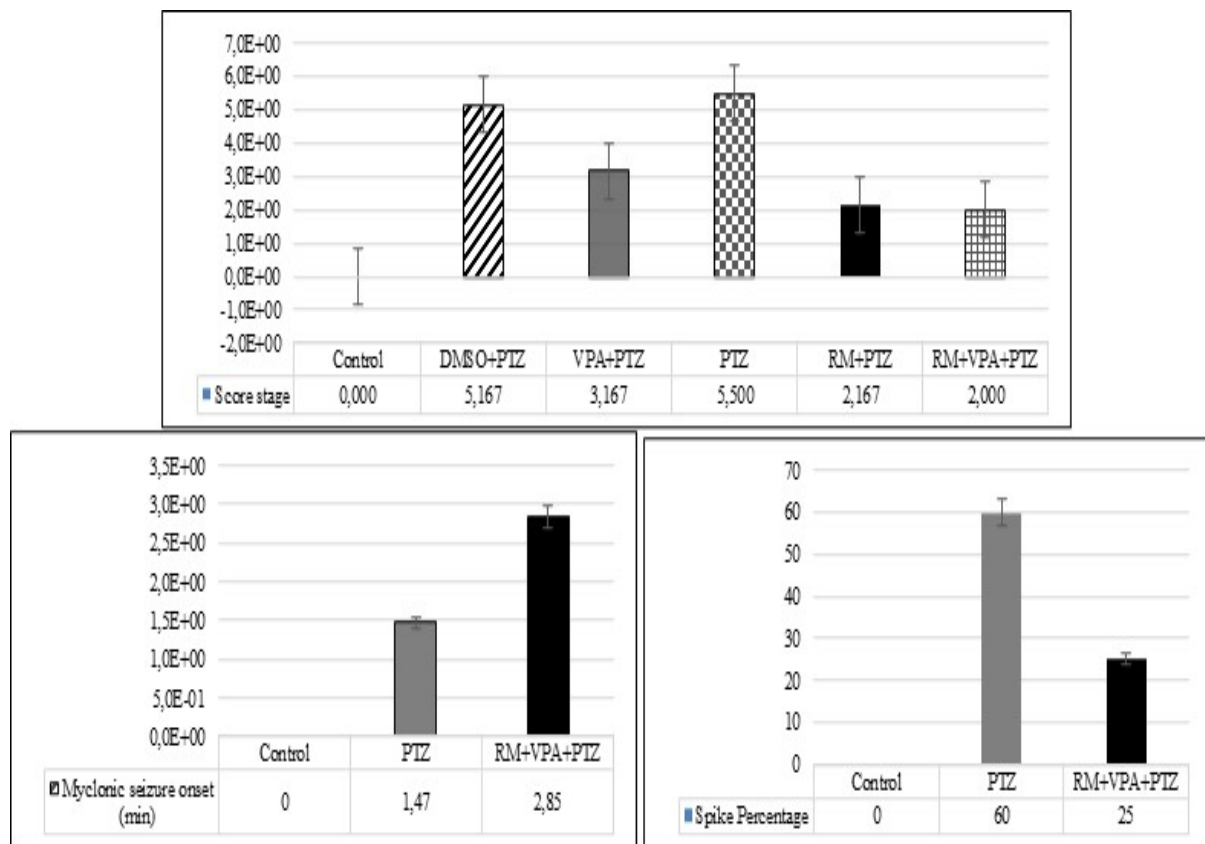 7,0E+00
6,0E+00
5,0E+00
4,0E+00
3,0E+00
2,0E+00
1,0E+00
0,0E+00
-1,0E+00
-2,0E+00
Control DMSO+PTZ VPA+PTZ PTZ RM+PTZ RM+VPA+PTZ
Score stage 0,000 5,167 3,167 5,500 2,167 2,000
3,5E+00
3,0E+00
2,5E+00
2,0E+00
1,5E+00
1,0E+00
5,0E-01
0,0E+00
Control PTZ RM+VPA+PTZ
Myclonic seizure onset
(min) 0 1,47 2,85
70
60
50
40
30
20
10
0
Control PTZ RM+VPA+PTZ
Spike Percentage 0 60 25